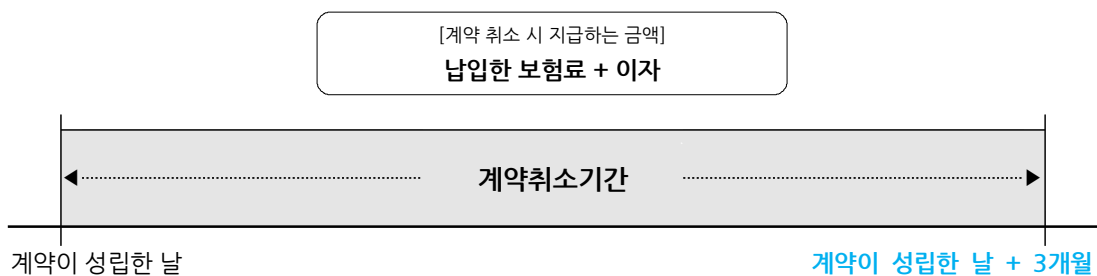 [계약 취소 시 지급하는 금액]
납입한 보험료 + 이자
계약취소기간
계약이 성립한 날
계약이 성립한 날 + 3개월